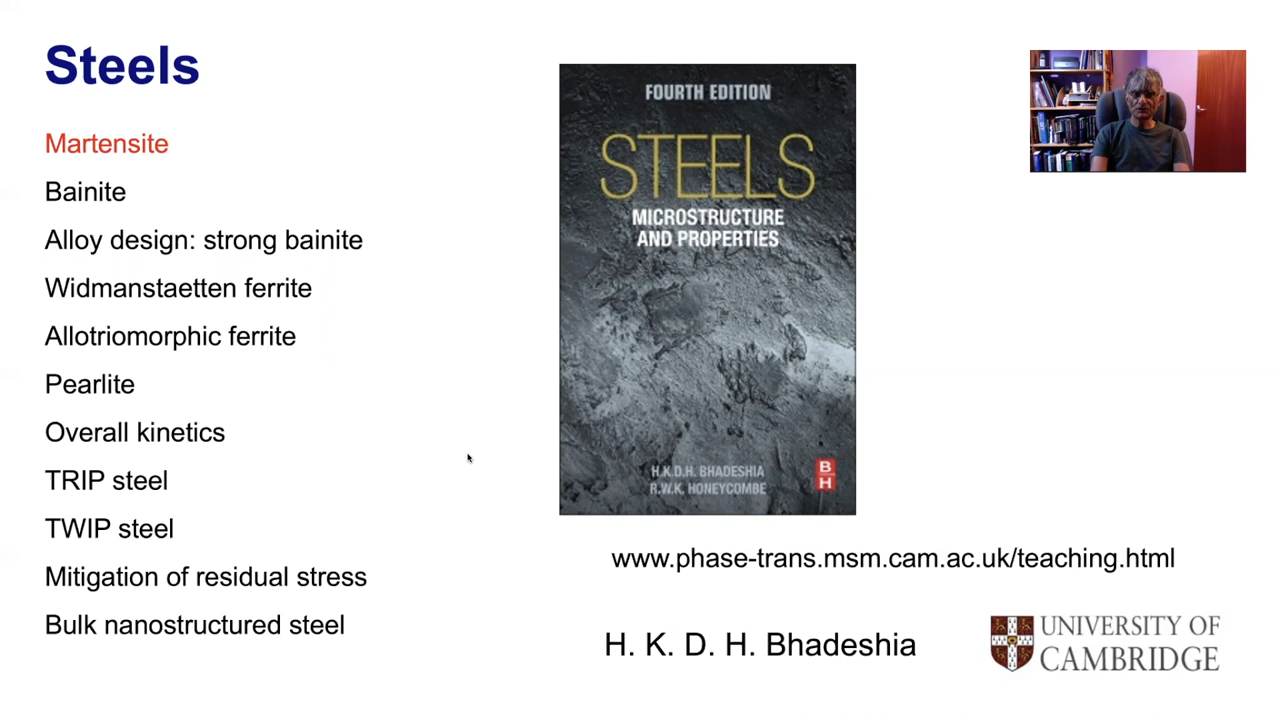 Steels
Martensite
Bainite
Alloy design: strong bainite
Widmanstaetten ferrite
Allotriomorphic ferrite
Pearlite
Overall kinetics
TRIP steel
TWIP steel
Mitigation of residual stress
Bulk nanostructured steel
FOURTH EDITION
STEELS
MICROSTRUCTURE
AND PROPERTIES
H.K.D.H. BHADESHIA
R.W.K. HONEYCOMBE
B
H
www.phase-trans.msm.cam.ac.uk/teaching.html
H. K. D. H. Bhadeshia
UNIVERSITY OF
CAMBRIDGE